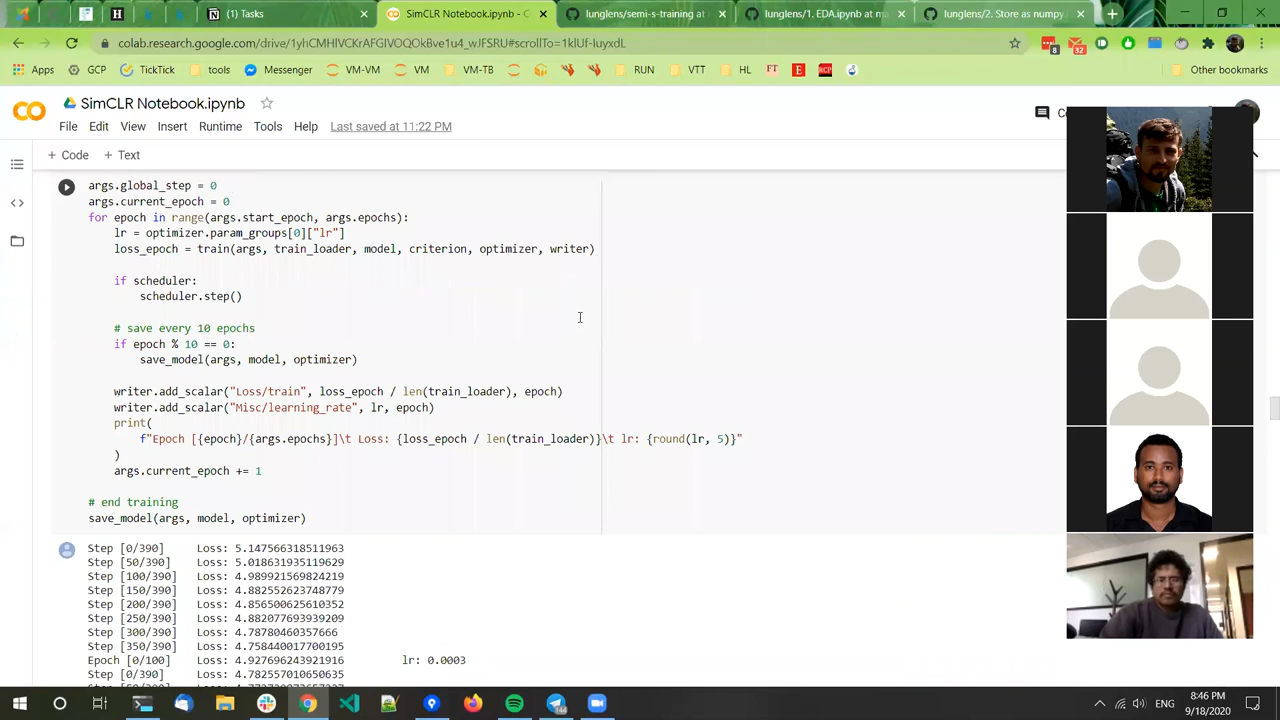 (1) Tasks
SimCLR Notebook.ipynb - C
lunglens/semi-s-training at
lunglens/1. EDA.ipynb at ma
lunglens/2. Store as numpy.
colab.research.google.com/drive/1yhCMHlVCKrAFGIVOQOkBve1u4_wJFSRU#scrollTo=1klUf-IuyxdL
8
32
Apps
GCP
TickTick
tools
Messenger
VM-VM
VM
VM-TB
RUN
VTT
HL
FT
Other bookmarks
SimCLR Notebook.ipynb
File Edit View Insert Runtime Tools Help Last saved at 11:22 PM
+ Code + Text
args.global_step = 0
args.current_epoch = 0
for epoch in range(args.start_epoch, args.epochs):
lr = optimizer.param_groups[0]["lr"]
loss_epoch = train(args, train_loader, model, criterion, optimizer, writer)
if scheduler:
scheduler.step()
# save every 10 epochs
if epoch % 10 == 0:
save_model(args, model, optimizer)
writer.add_scalar("Loss/train", loss_epoch / len(train_loader), epoch)
writer.add_scalar("Misc/learning_rate", lr, epoch)
print(
f"Epoch [{epoch}/{args.epochs}]\t Loss: {loss_epoch / len(train_loader)}\t lr: {round(lr, 5)}"
)
args.current_epoch += 1
# end training
save_model(args, model, optimizer)
Step [0/390] Loss: 5.147566318511963
Step [50/390] Loss: 5.018631935119629
Step [100/390] Loss: 4.989921569824219
Step [150/390] Loss: 4.882552623748779
Step [200/390] Loss: 4.856500625610352
Step [250/390] Loss: 4.882077693939209
Step [300/390] Loss: 4.78780460357666
Step [350/390] Loss: 4.758440017700195
Epoch [0/100] Loss: 4.927696243921916 lr: 0.0003
Step [0/390] Loss: 4.782557010650635
ENG
8:46 PM
9/18/2020